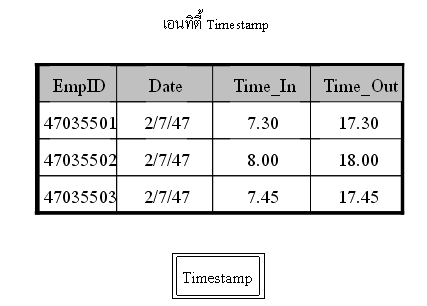 เอนทิตี้ Timestamp
EmpID Date Time_In Time_Out
47035501 2/7/47 7.30 17.30
47035502 2/7/47 8.00 18.00
47035503 2/7/47 7.45 17.45
Timestamp